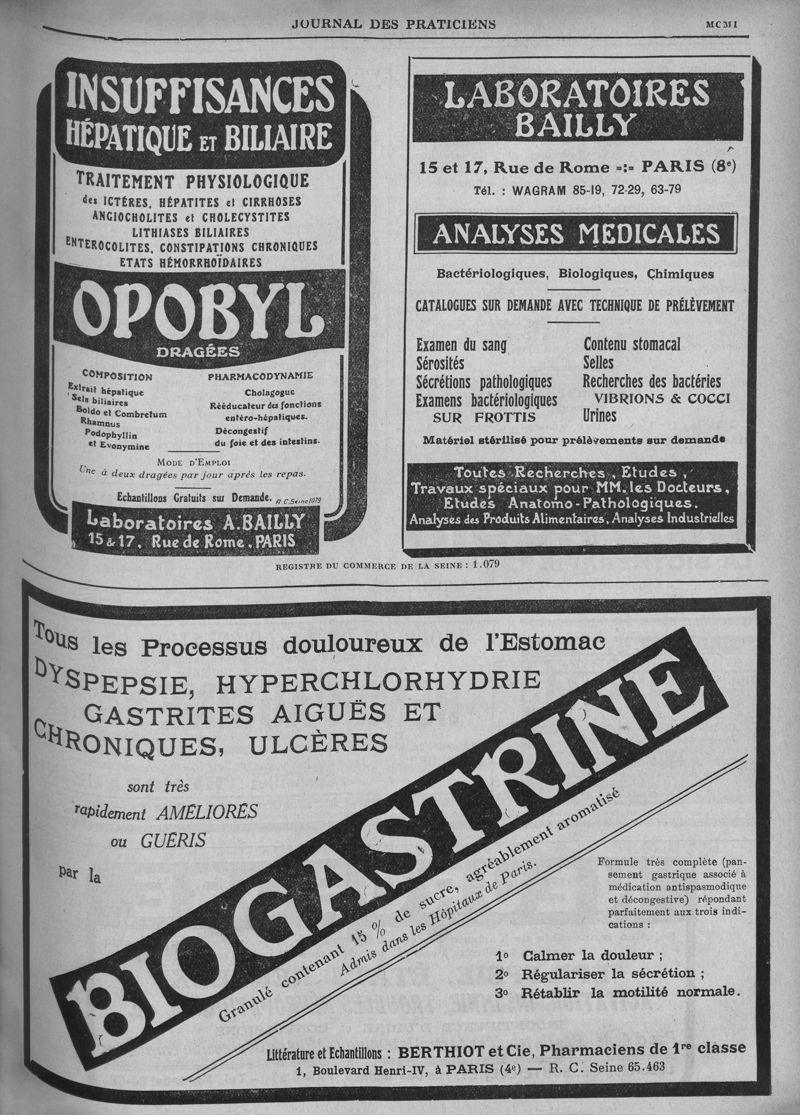 JOURNAL DES PRATICIENS
MCMI
INSUFFISANCES
HÉPATIQUE ET BILIAIRE
TRAITEMENT PHYSIOLOGIQUE
des ICTÈRES, HÉPATITES et CIRRHOSES
ANGIOCHOLITES et CHOLECYSTITES
LITHIASES BILIAIRES
ENTEROCOLITES, CONSTIPATIONS CHRONIQUES
ETATS HÉMORRHOÏDAIRES
OPOBYL
DRAGÉES
COMPOSITION
Extrait hépatique
Sels biliaires
Boldo et Combretum
Rhamnus
Podophyllin
et Evonymine
PHARMACODYNAMIE
Cholagogue
Rééducateur des fonctions
entéro-hépatiques.
Décongestif
du foie et des intestins.
MODE D'EMPLOI
Une à deux dragées par jour après les repas.
Echantillons Gratuits sur Demande. R.C. Seine 1079
Laboratoires A. BAILLY
15 & 17, Rue de Rome. PARIS
LABORATOIRES
BAILLY
15 et 17, Rue de Rome =:= PARIS (8e)
Tél. : WAGRAM 85-19, 72-29, 63-79
ANALYSES MEDICALES
Bactériologiques, Biologiques, Chimiques
CATALOGUES SUR DEMANDE AVEC TECHNIQUE DE PRÉLÈVEMENT
Examen du sang
Sérosités
Sécrétions pathologiques
Examens bactériologiques
SUR FROTTIS
Contenu stomacal
Selles
Recherches des bactéries
VIBRIONS & COCCI
Urines
Matériel stérilisé pour prélèvements sur demande
Toutes Recherches, Etudes,
Travaux spéciaux pour MM. les Docteurs,
Etudes Anatomo-Pathologiques.
Analyses des Produits Alimentaires, Analyses Industrielles
REGISTRE DU COMMERCE DE LA SEINE : 1.079
Tous les Processus douloureux de l'Estomac
DYSPEPSIE, HYPERCHLORHYDRIE
GASTRITES AIGUËS ET
CHRONIQUES, ULCÈRES
sont très
rapidement AMÉLIORÉS
ou GUÉRIS
par la
BIOGASTRINE
Granulé contenant 15 % de sucre, agréablement aromatisé
Admis dans les Hôpitaux de Paris.
Formule très complète (pan-
sement gastrique associé à
médication antispasmodique
et décongestive) répondant
parfaitement aux trois indi-
cations :
1o Calmer la douleur ;
2o Régulariser la sécrétion ;
3o Rétablir la motilité normale.
Littérature et Echantillons : BERTHIOT et Cie, Pharmaciens de 1re classe
1, Boulevard Henri-IV, à PARIS (4e) — R. C. Seine 65.463